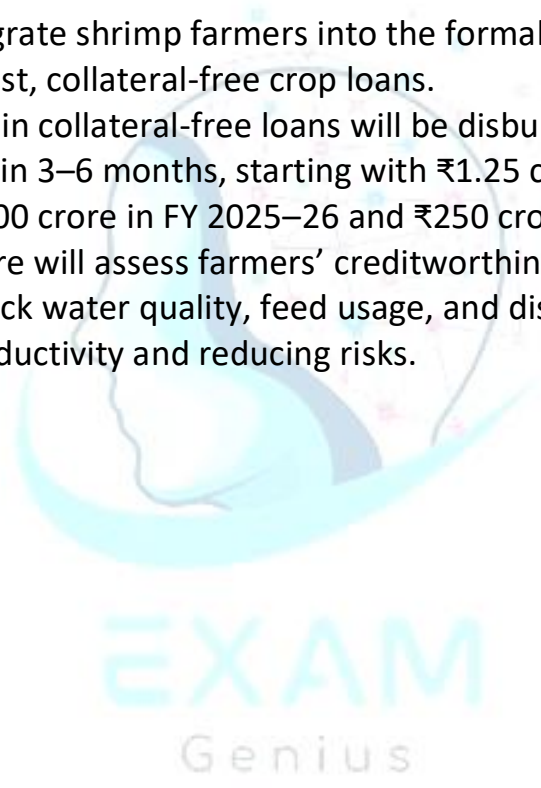 grate shrimp farmers into the formal
st, collateral-free crop loans.
in collateral-free loans will be disbu
in 3–6 months, starting with ₹1.25 c
00 crore in FY 2025–26 and ₹250 cro
re will assess farmers’ creditworthin
ck water quality, feed usage, and dis
ductivity and reducing risks.
EXAM
Genius